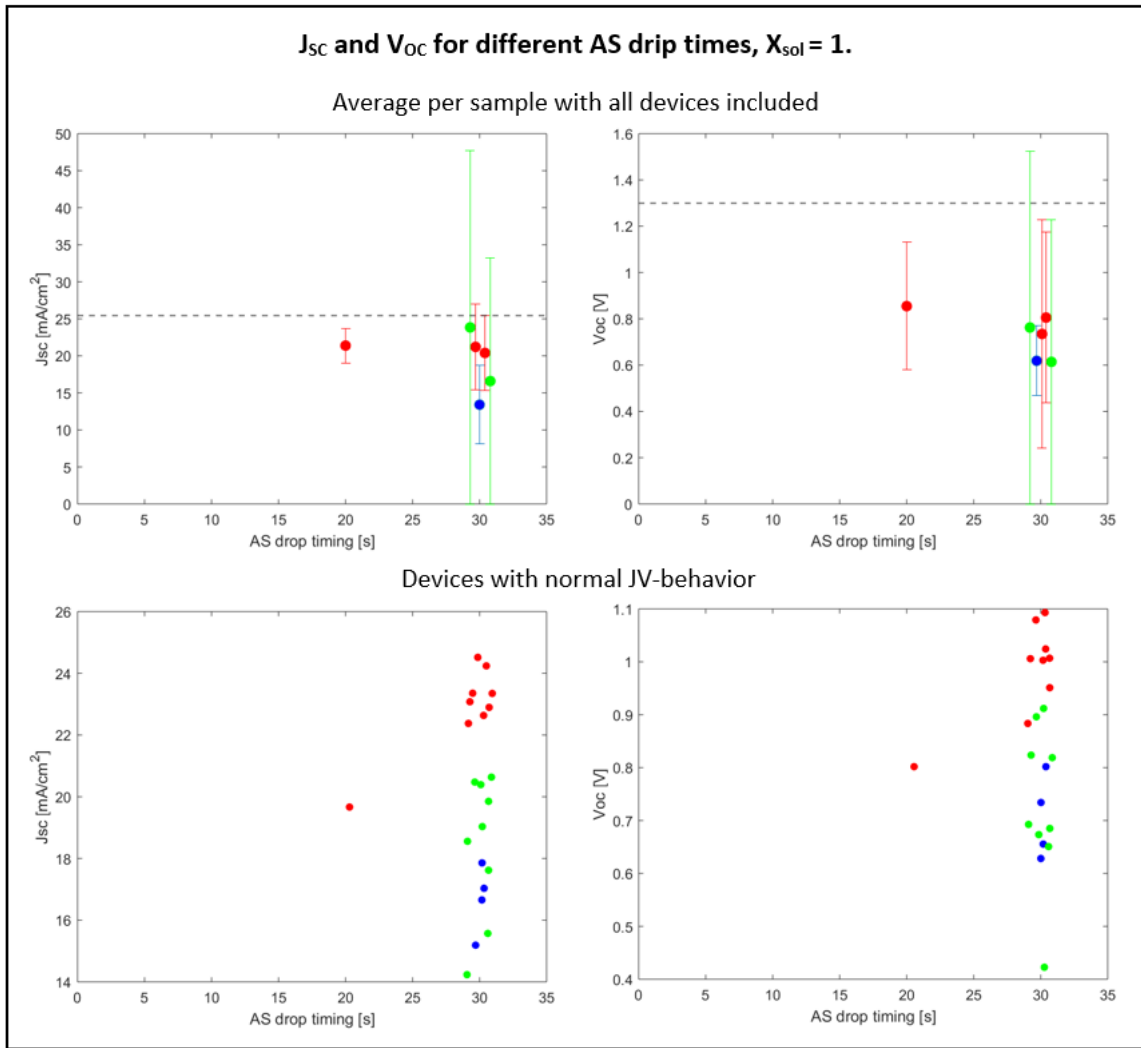 J_SC and V_OC for different AS drip times, X_sol = 1.
Average per sample with all devices included
Jsc [mA/cm²]
50
45
40
35
30
25
20
15
10
5
0
0 5 10 15 20 25 30 35
AS drop timing [s]
Voc [V]
1.6
1.4
1.2
1
0.8
0.6
0.4
0.2
0
0 5 10 15 20 25 30 35
AS drop timing [s]
Devices with normal JV-behavior
Jsc [mA/cm²]
26
24
22
20
18
16
14
0 5 10 15 20 25 30 35
AS drop timing [s]
Voc [V]
1.1
1
0.9
0.8
0.7
0.6
0.5
0.4
0 5 10 15 20 25 30 35
AS drop timing [s]